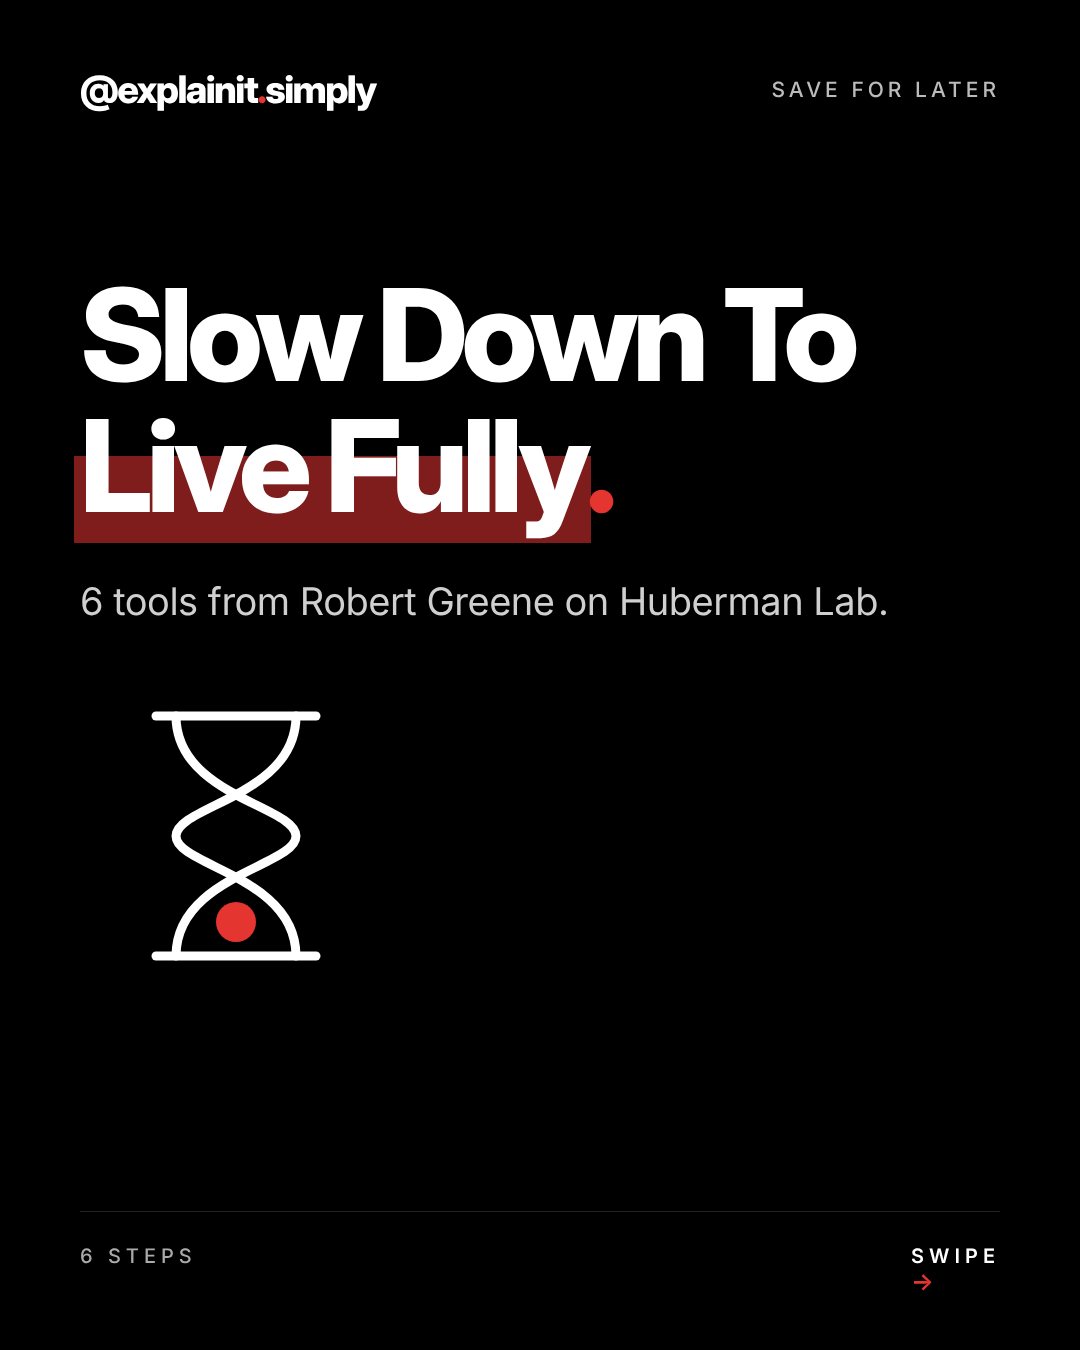 @explainit.simply
SAVE FOR LATER
Slow Down To
Live Fully.
6 tools from Robert Greene on Huberman Lab.
6 STEPS
SWIPE
→